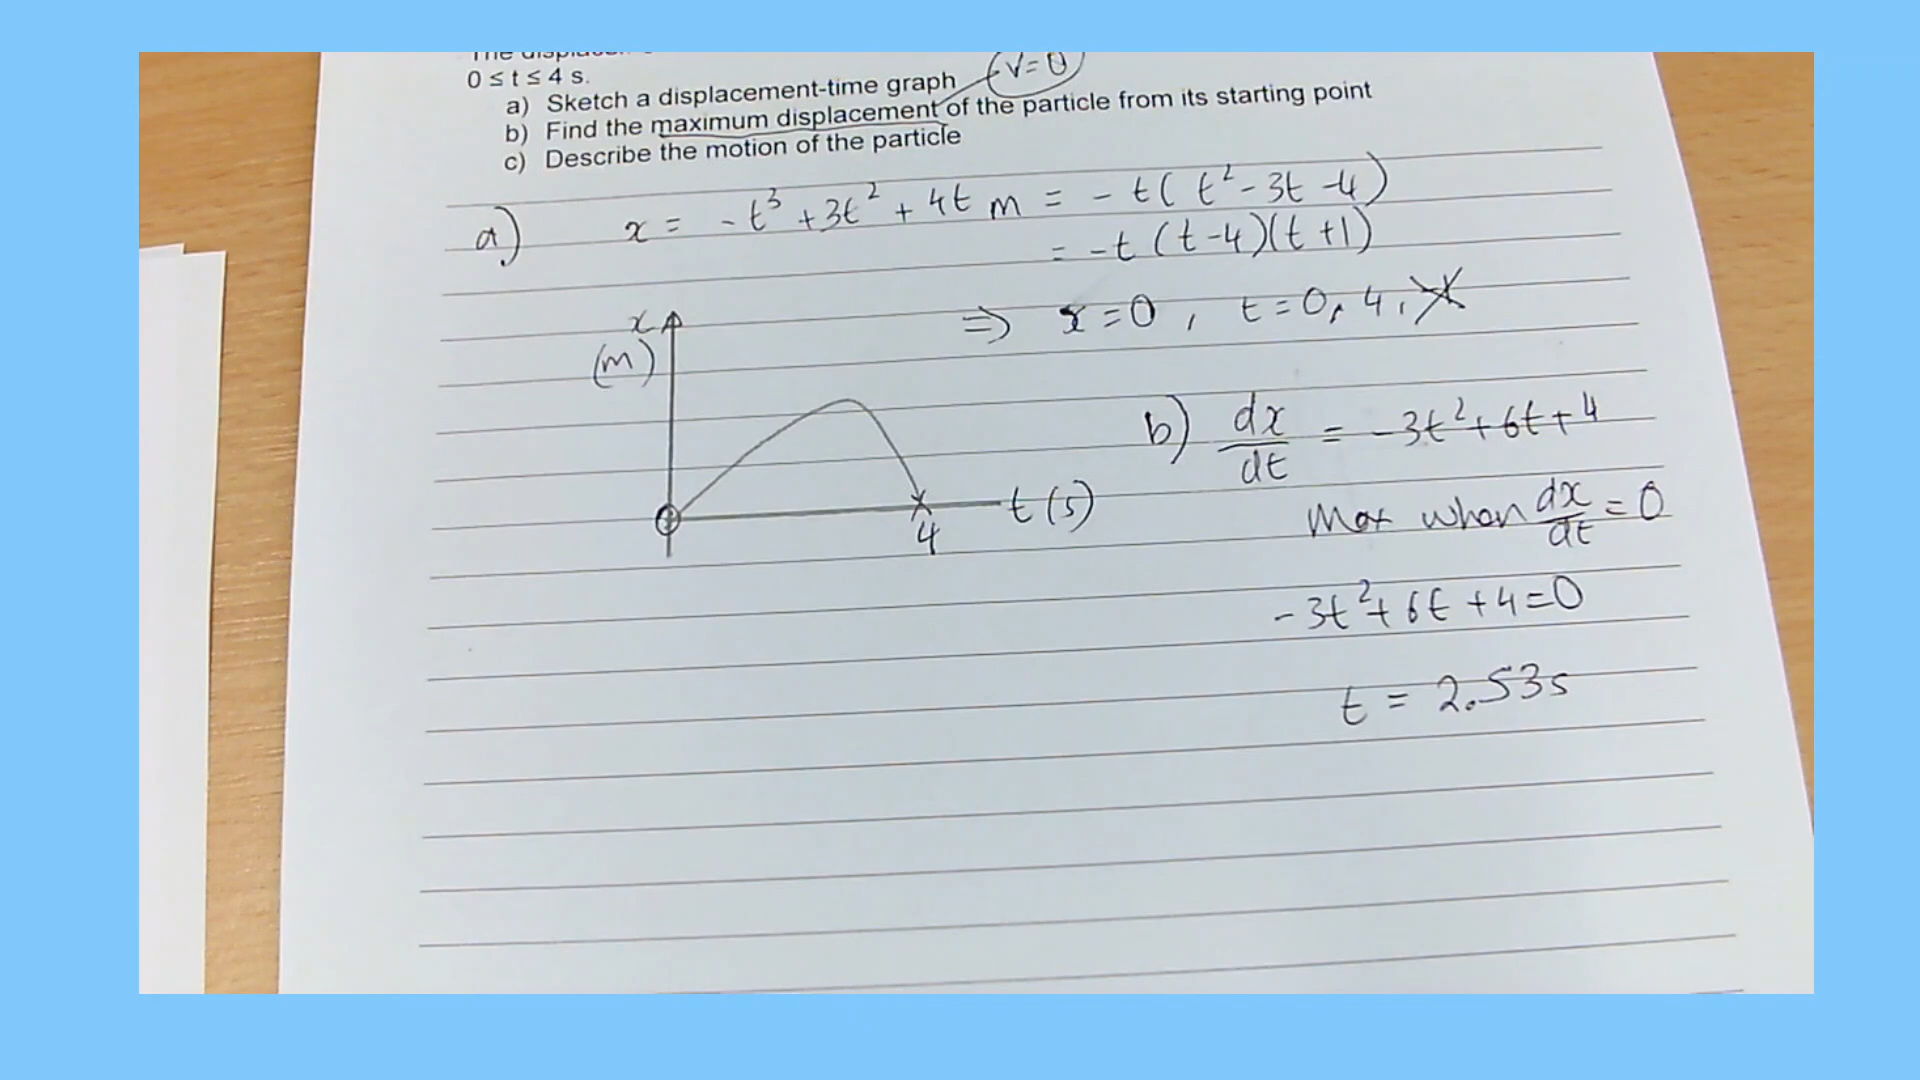 0 ≤ t ≤ 4 s.
a) Sketch a displacement-time graph
v=0
b) Find the maximum displacement of the particle from its starting point
c) Describe the motion of the particle
a) x = -t³ + 3t² + 4t m = -t(t² - 3t - 4)
= -t(t-4)(t+1)
⇒ x=0, t=0, 4,
x
(m)
t(s)
4
b) dx/dt = -3t² + 6t + 4
Max when dx/dt = 0
-3t² + 6t + 4 = 0
t = 2.53s